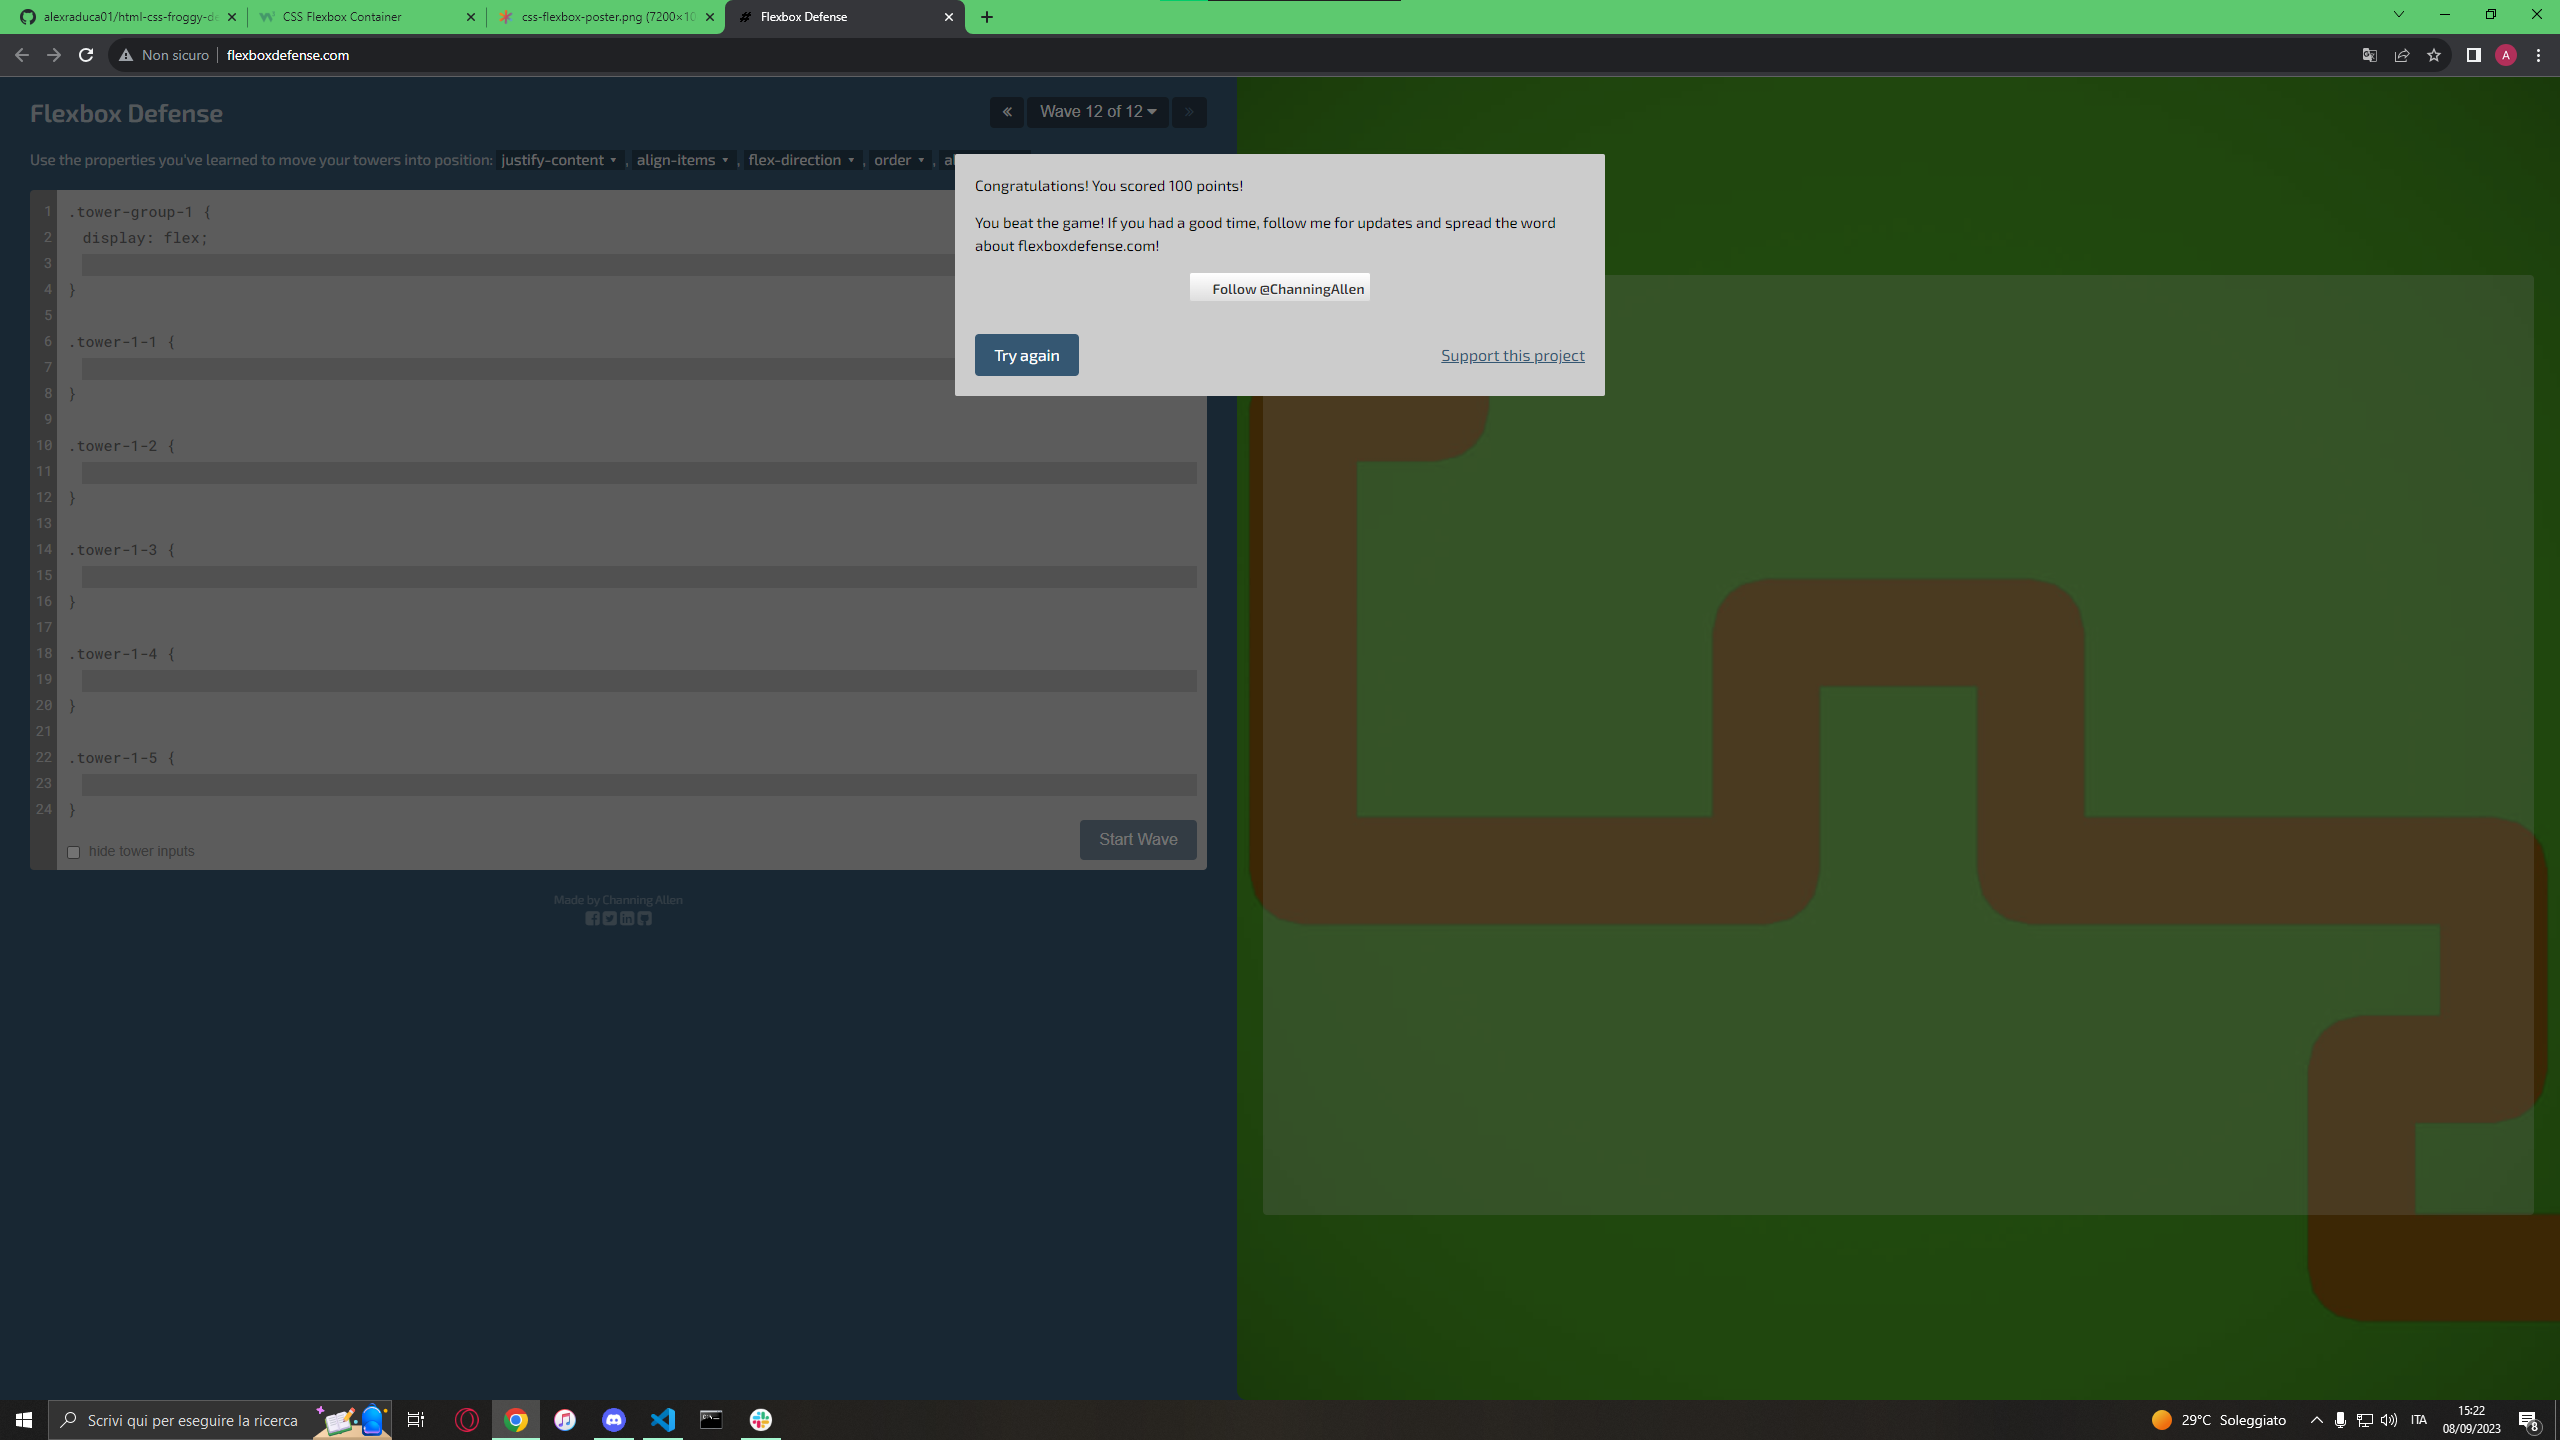 alexraduca01/html-css-froggy-de
CSS Flexbox Container
css-flexbox-poster.png (7200×10
Flexbox Defense
Non sicuro
flexboxdefense.com
A
Flexbox Defense
Wave 12 of 12
Use the properties you've learned to move your towers into position: justify-content ▾, align-items ▾, flex-direction ▾, order ▾,
Congratulations! You scored 100 points!
You beat the game! If you had a good time, follow me for updates and spread the word
about flexboxdefense.com!
Follow @ChanningAllen
Try again
Support this project
1 .tower-group-1 {
2 display: flex;
3
4 }
5
6 .tower-1-1 {
7
8 }
9
10 .tower-1-2 {
11
12 }
13
14 .tower-1-3 {
15
16 }
17
18 .tower-1-4 {
19
20 }
21
22 .tower-1-5 {
23
24 }
hide tower inputs
Start Wave
Made by Channing Allen
Scrivi qui per eseguire la ricerca
29°C Soleggiato
ITA
15:22
08/09/2023
8